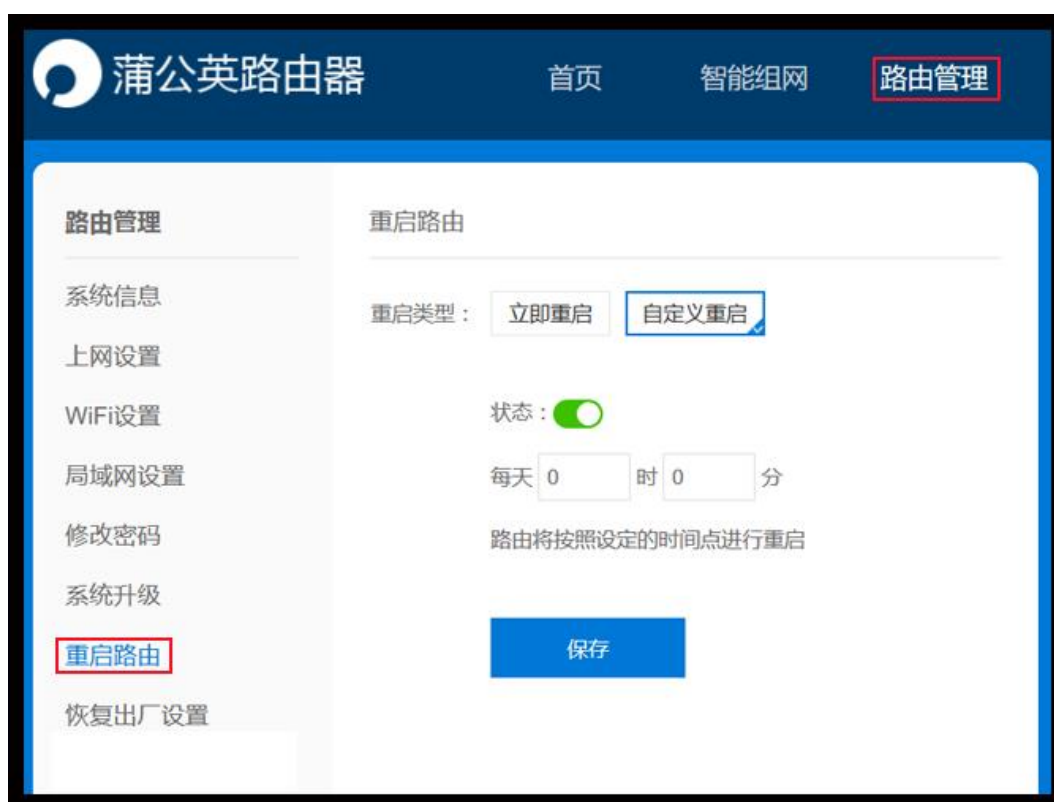 蒲公英路由器 首页 智能组网 路由管理
路由管理
系统信息
上网设置
WiFi设置
局域网设置
修改密码
系统升级
重启路由
恢复出厂设置
重启路由
重启类型： 立即重启 自定义重启
状态：
每天 0 时 0 分
路由将按照设定的时间点进行重启
保存